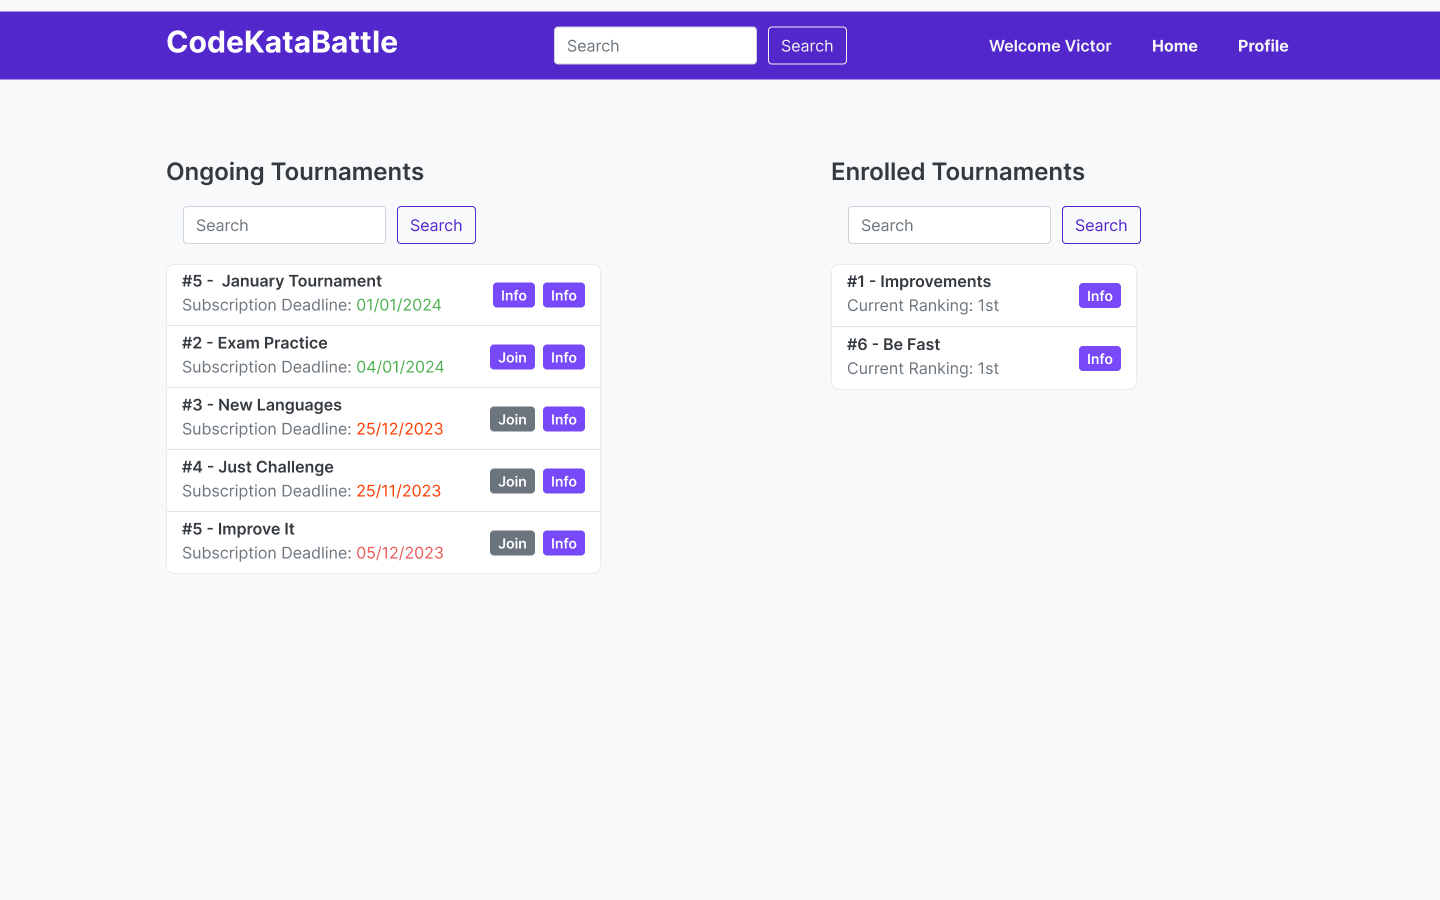 CodeKataBattle
Search Search
Welcome Victor Home Profile
Ongoing Tournaments
Search Search
#5 - January Tournament
Subscription Deadline: 01/01/2024
Info Info
#2 - Exam Practice
Subscription Deadline: 04/01/2024
Join Info
#3 - New Languages
Subscription Deadline: 25/12/2023
Join Info
#4 - Just Challenge
Subscription Deadline: 25/11/2023
Join Info
#5 - Improve It
Subscription Deadline: 05/12/2023
Join Info
Enrolled Tournaments
Search Search
#1 - Improvements
Current Ranking: 1st
Info
#6 - Be Fast
Current Ranking: 1st
Info